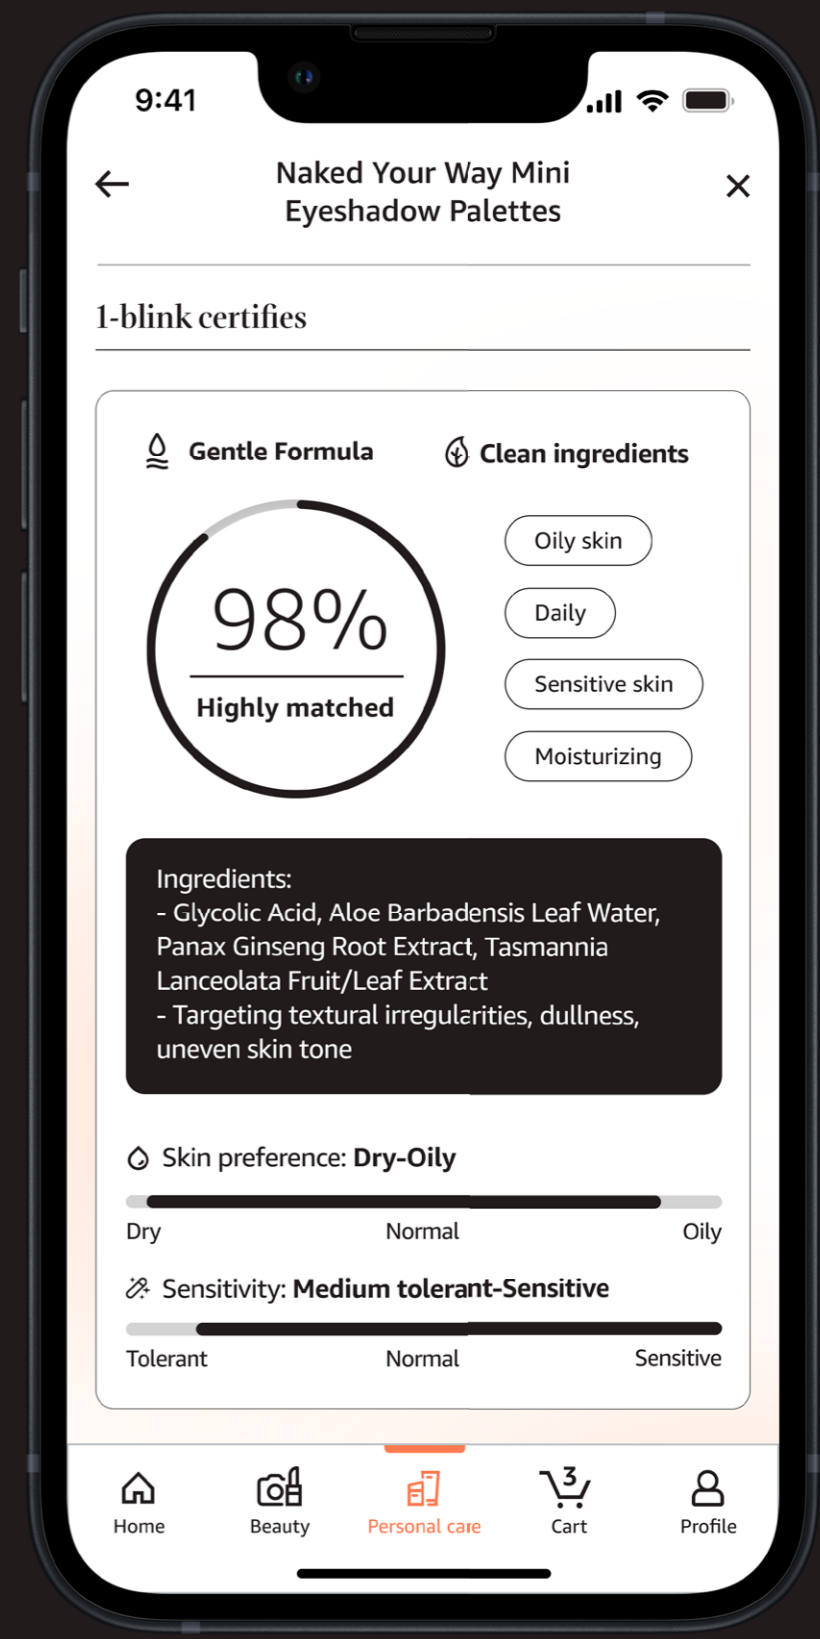 9:41
Naked Your Way Mini
Eyeshadow Palettes
1-blink certifies
Gentle Formula
Clean ingredients
98%
Highly matched
Oily skin
Daily
Sensitive skin
Moisturizing
Ingredients:
- Glycolic Acid, Aloe Barbadensis Leaf Water,
Panax Ginseng Root Extract, Tasmannia
Lanceolata Fruit/Leaf Extract
- Targeting textural irregularities, dullness,
uneven skin tone
Skin preference: Dry-Oily
Dry Normal Oily
Sensitivity: Medium tolerant-Sensitive
Tolerant Normal Sensitive
3
Home Beauty Personal care Cart Profile